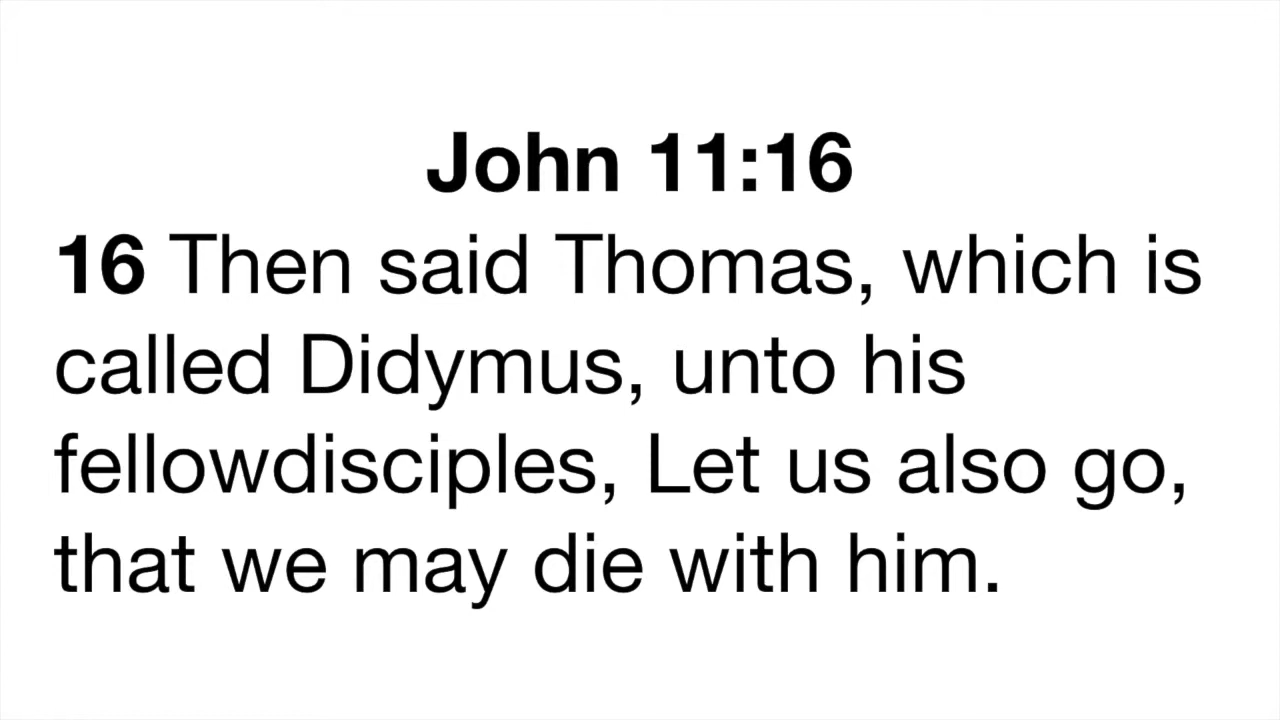 John 11:16
16 Then said Thomas, which is
called Didymus, unto his
fellowdisciples, Let us also go,
that we may die with him.